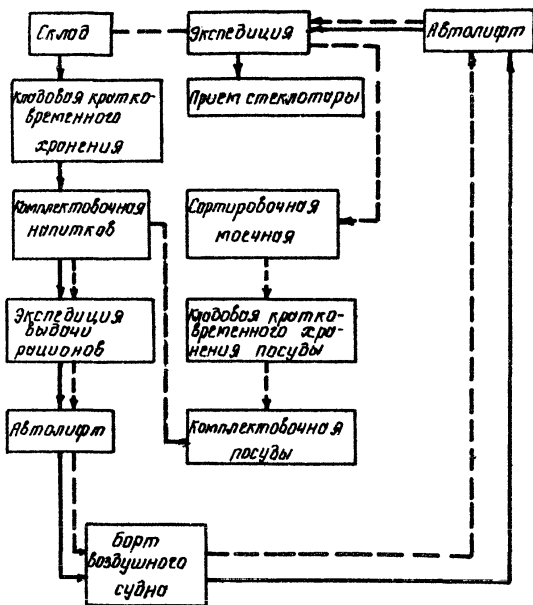 Склад
Экспедиция
Автолифт
Кладовая кратко-
временного
хранения
Прием стеклотары
Комплектовочная
напитков
Сортировочная
моечная
Экспедиция
выдачи
рационов
Кладовая кратко-
временного хра-
нения посуды
Автолифт
Комплектовочная
посуды
Борт
воздушного
судна